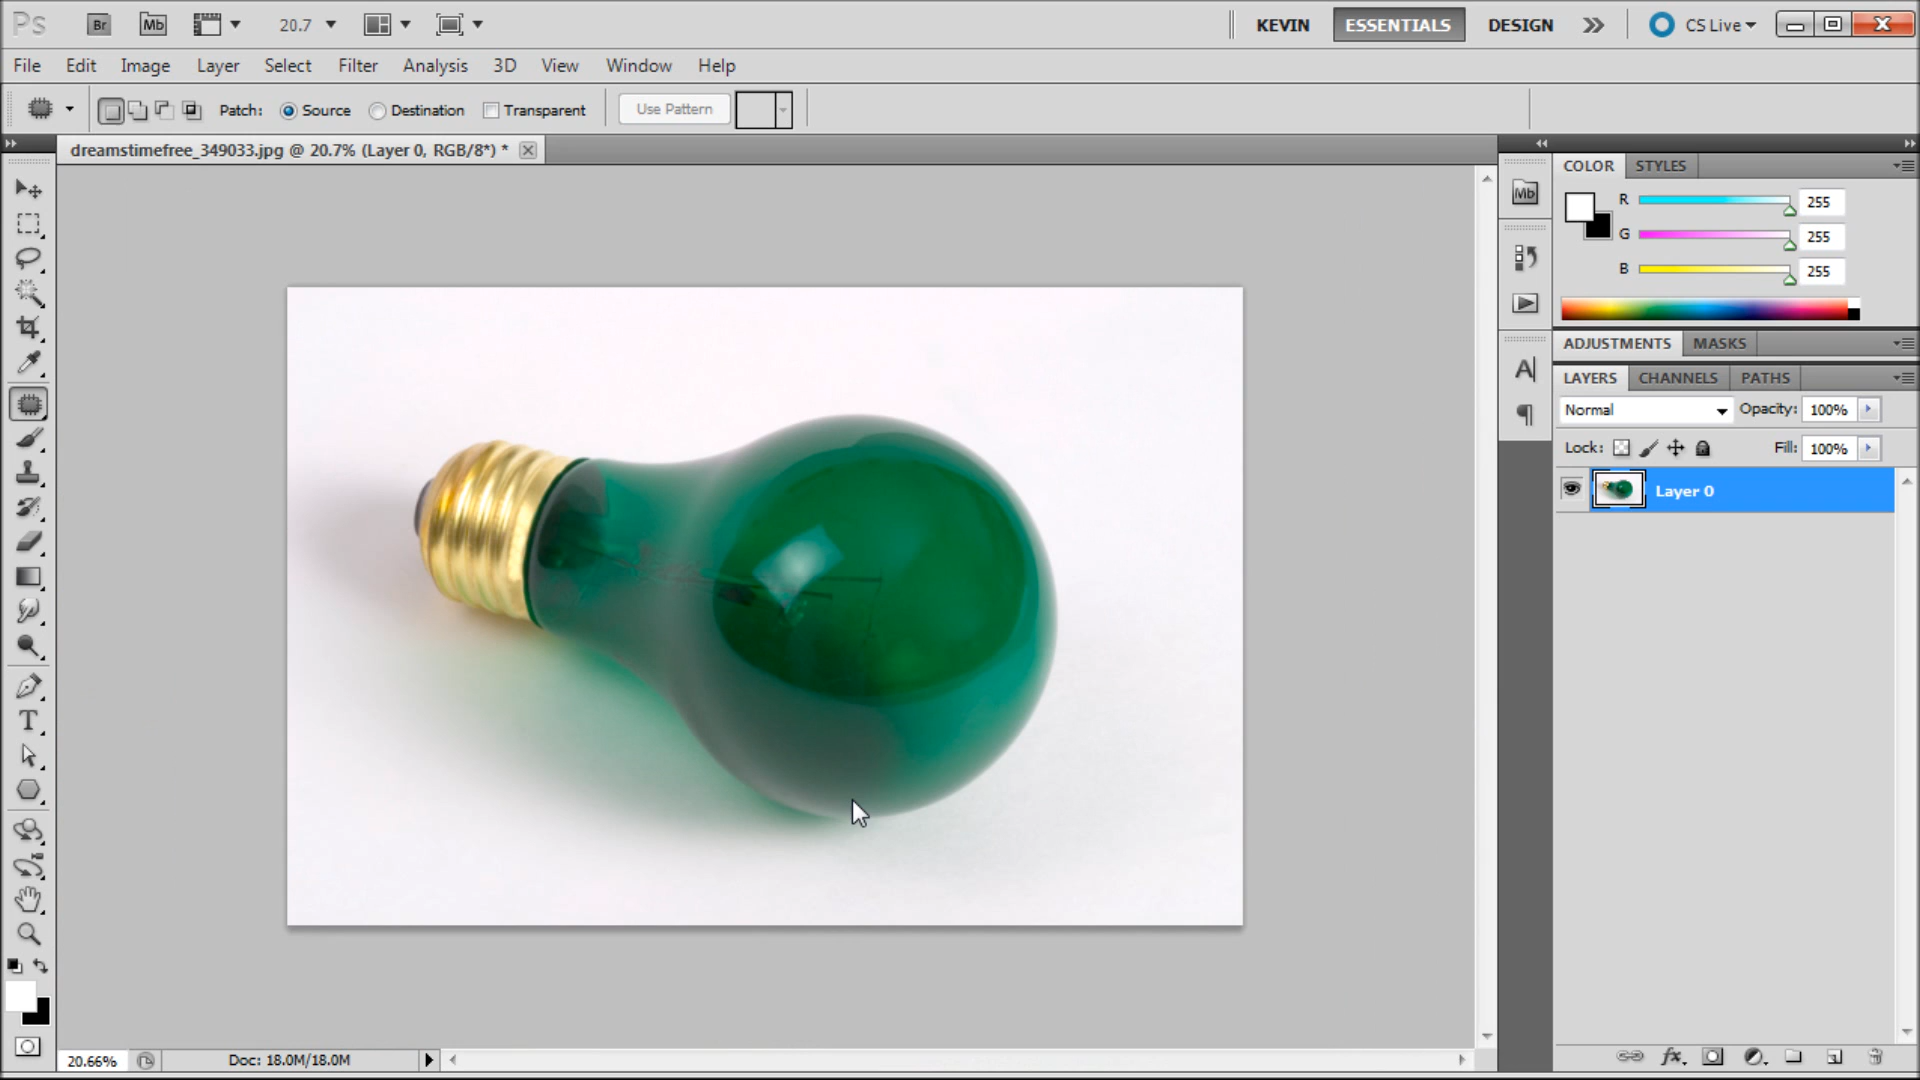 Ps Br Mb 20.7 KEVIN ESSENTIALS DESIGN CS Live
File Edit Image Layer Select Filter Analysis 3D View Window Help
Patch: Source Destination Transparent Use Pattern
dreamstimefree_349033.jpg @ 20.7% (Layer 0, RGB/8*) *
COLOR STYLES
Mb
R 255
G 255
B 255
ADJUSTMENTS MASKS
LAYERS CHANNELS PATHS
Normal Opacity: 100%
Lock: Fill: 100%
Layer 0
20.66% Doc: 18.0M/18.0M